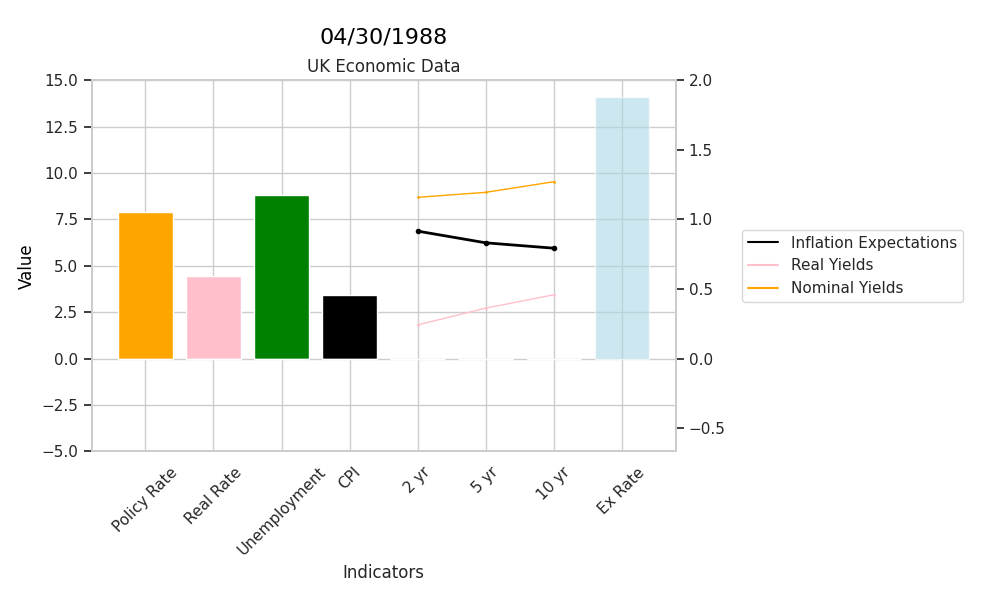 04/30/1988
UK Economic Data
15.0
12.5
10.0
7.5
5.0
2.5
0.0
−2.5
−5.0
Value
2.0
1.5
1.0
0.5
0.0
−0.5
Inflation Expectations
Real Yields
Nominal Yields
Policy Rate
Real Rate
Unemployment
CPI
2 yr
5 yr
10 yr
Ex Rate
Indicators